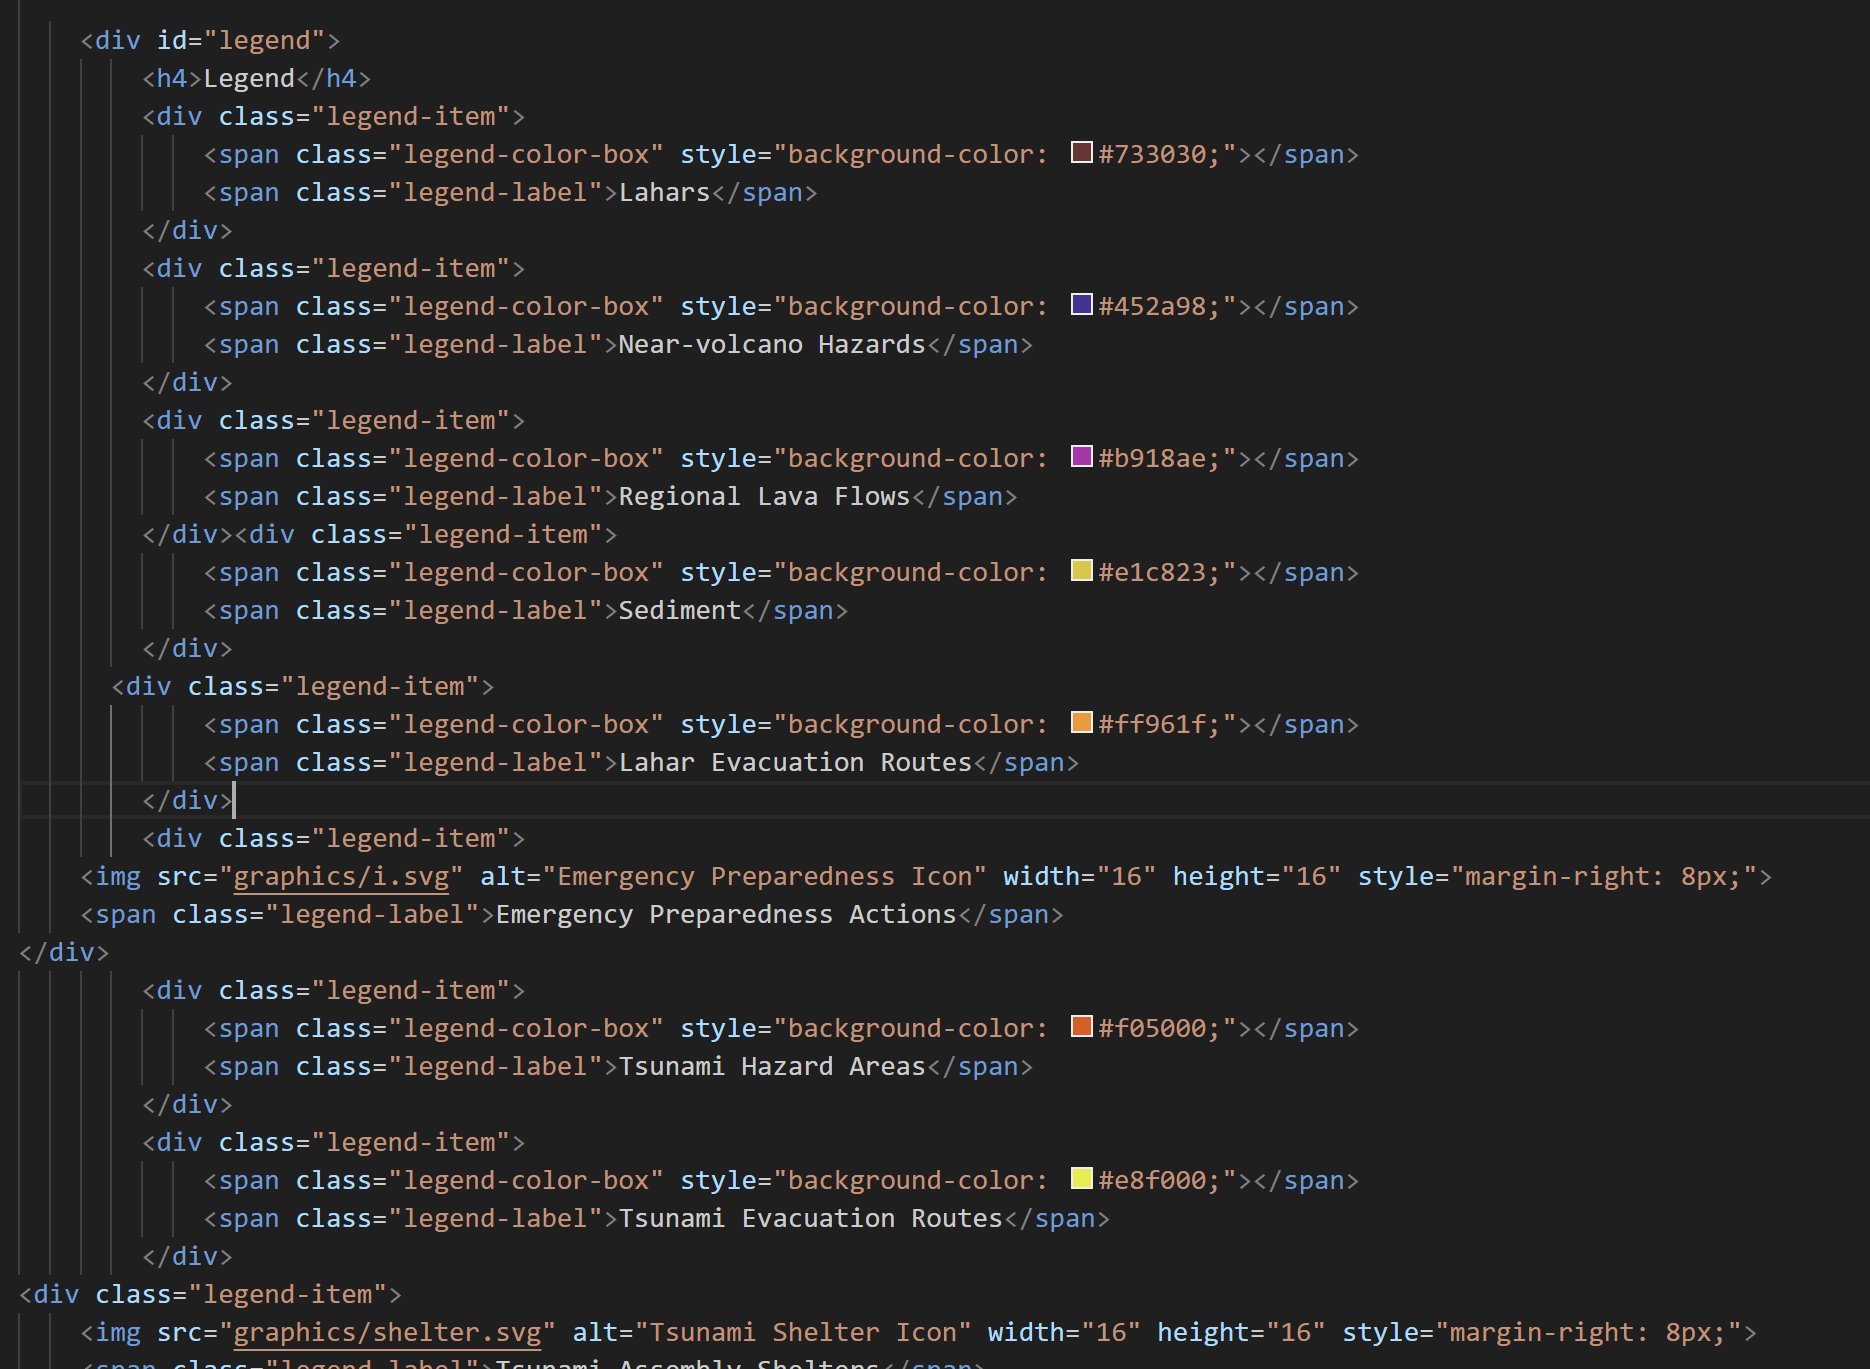 <div id="legend">
<h4>Legend</h4>
<div class="legend-item">
<span class="legend-color-box" style="background-color: #733030;"></span>
<span class="legend-label">Lahars</span>
</div>
<div class="legend-item">
<span class="legend-color-box" style="background-color: #452a98;"></span>
<span class="legend-label">Near-volcano Hazards</span>
</div>
<div class="legend-item">
<span class="legend-color-box" style="background-color: #b918ae;"></span>
<span class="legend-label">Regional Lava Flows</span>
</div><div class="legend-item">
<span class="legend-color-box" style="background-color: #e1c823;"></span>
<span class="legend-label">Sediment</span>
</div>
<div class="legend-item">
<span class="legend-color-box" style="background-color: #ff961f;"></span>
<span class="legend-label">Lahar Evacuation Routes</span>
</div>
<div class="legend-item">
<img src="graphics/i.svg" alt="Emergency Preparedness Icon" width="16" height="16" style="margin-right: 8px;">
<span class="legend-label">Emergency Preparedness Actions</span>
</div>
<div class="legend-item">
<span class="legend-color-box" style="background-color: #f05000;"></span>
<span class="legend-label">Tsunami Hazard Areas</span>
</div>
<div class="legend-item">
<span class="legend-color-box" style="background-color: #e8f000;"></span>
<span class="legend-label">Tsunami Evacuation Routes</span>
</div>
<div class="legend-item">
<img src="graphics/shelter.svg" alt="Tsunami Shelter Icon" width="16" height="16" style="margin-right: 8px;">
<span class="legend-label">Tsunami Assembly Shelters</span>